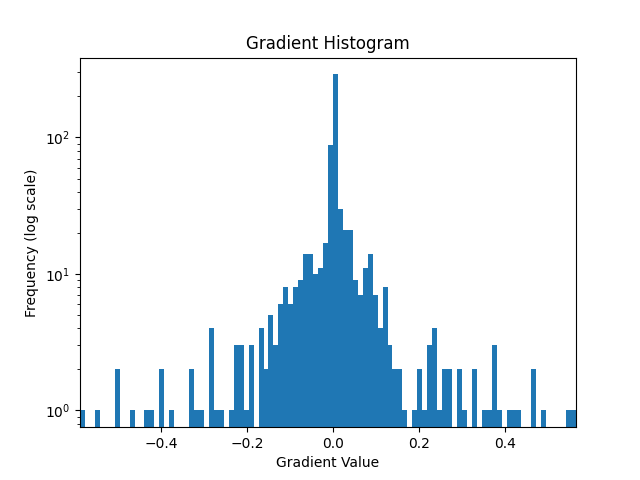 Gradient Histogram
Frequency (log scale)
10²
10¹
10⁰
−0.4 −0.2 0.0 0.2 0.4
Gradient Value